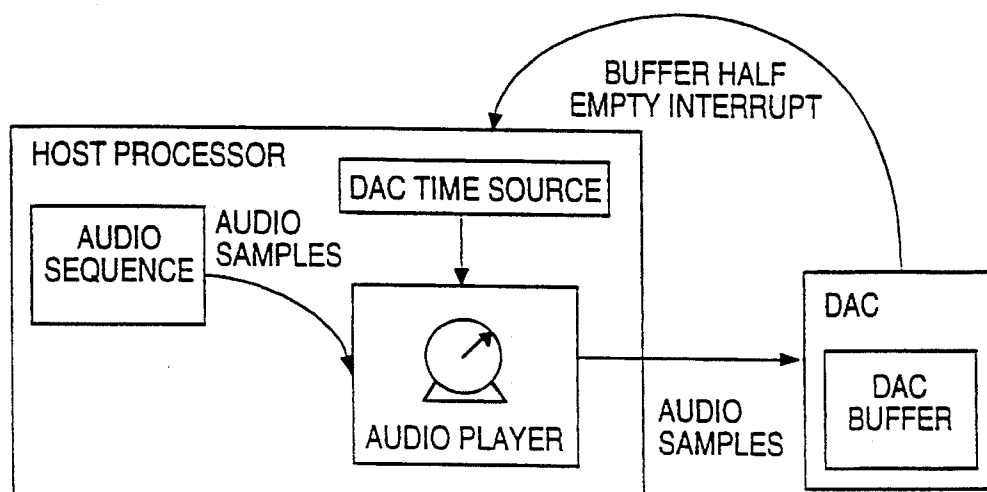 BUFFER HALF
EMPTY INTERRUPT
HOST PROCESSOR
DAC TIME SOURCE
AUDIO
SEQUENCE
AUDIO
SAMPLES
AUDIO PLAYER
AUDIO
SAMPLES
DAC
DAC
BUFFER